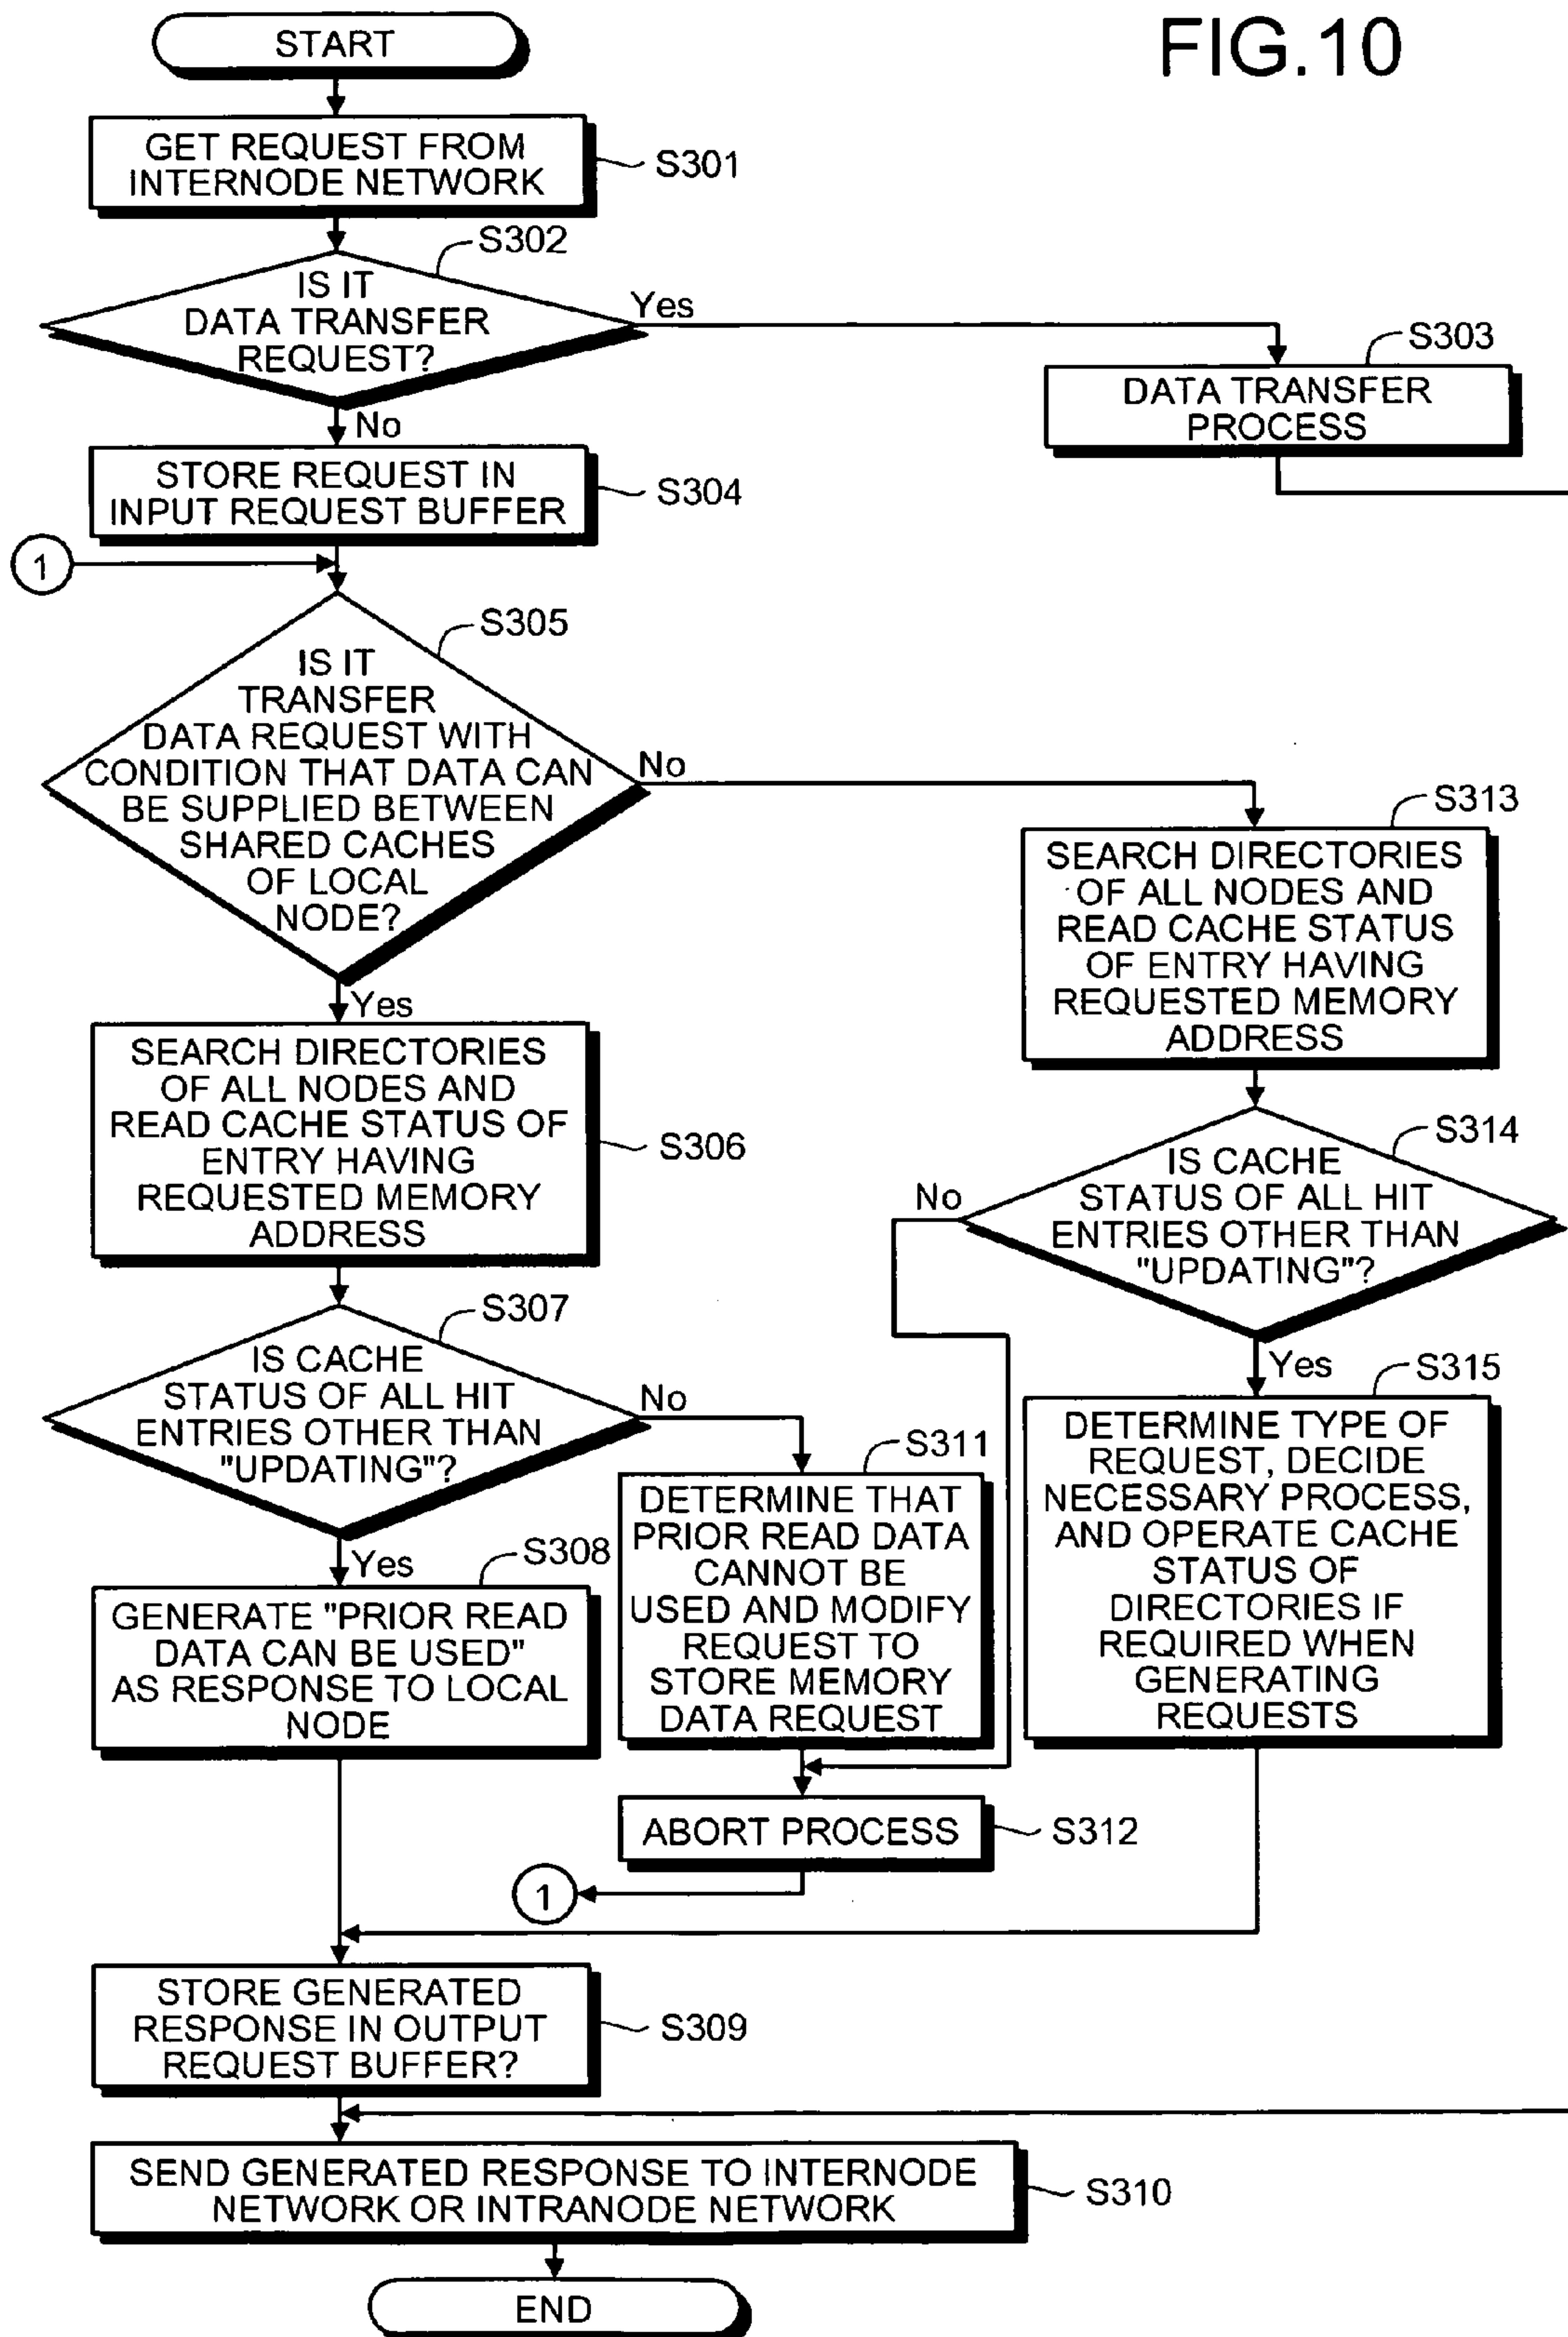 FIG.10
START
GET REQUEST FROM
INTERNODE NETWORK
S301
S302
IS IT
DATA TRANSFER
REQUEST?
Yes
S303
DATA TRANSFER
PROCESS
No
STORE REQUEST IN
INPUT REQUEST BUFFER
S304
1
S305
IS IT
TRANSFER
DATA REQUEST WITH
CONDITION THAT DATA CAN
BE SUPPLIED BETWEEN
SHARED CACHES
OF LOCAL
NODE?
No
S313
SEARCH DIRECTORIES
OF ALL NODES AND
READ CACHE STATUS
OF ENTRY HAVING
REQUESTED MEMORY
ADDRESS
Yes
SEARCH DIRECTORIES
OF ALL NODES AND
READ CACHE STATUS OF
ENTRY HAVING
REQUESTED MEMORY
ADDRESS
S306
S314
IS CACHE
STATUS OF ALL HIT
ENTRIES OTHER THAN
"UPDATING"?
No
S307
IS CACHE
STATUS OF ALL HIT
ENTRIES OTHER THAN
"UPDATING"?
No
Yes
S315
DETERMINE TYPE OF
REQUEST, DECIDE
NECESSARY PROCESS,
AND OPERATE CACHE
STATUS OF
DIRECTORIES IF
REQUIRED WHEN
GENERATING
REQUESTS
S311
DETERMINE THAT
PRIOR READ DATA
CANNOT BE
USED AND MODIFY
REQUEST TO
STORE MEMORY
DATA REQUEST
Yes
S308
GENERATE "PRIOR READ
DATA CAN BE USED"
AS RESPONSE TO LOCAL
NODE
ABORT PROCESS
S312
1
STORE GENERATED
RESPONSE IN OUTPUT
REQUEST BUFFER?
S309
SEND GENERATED RESPONSE TO INTERNODE
NETWORK OR INTRANODE NETWORK
S310
END